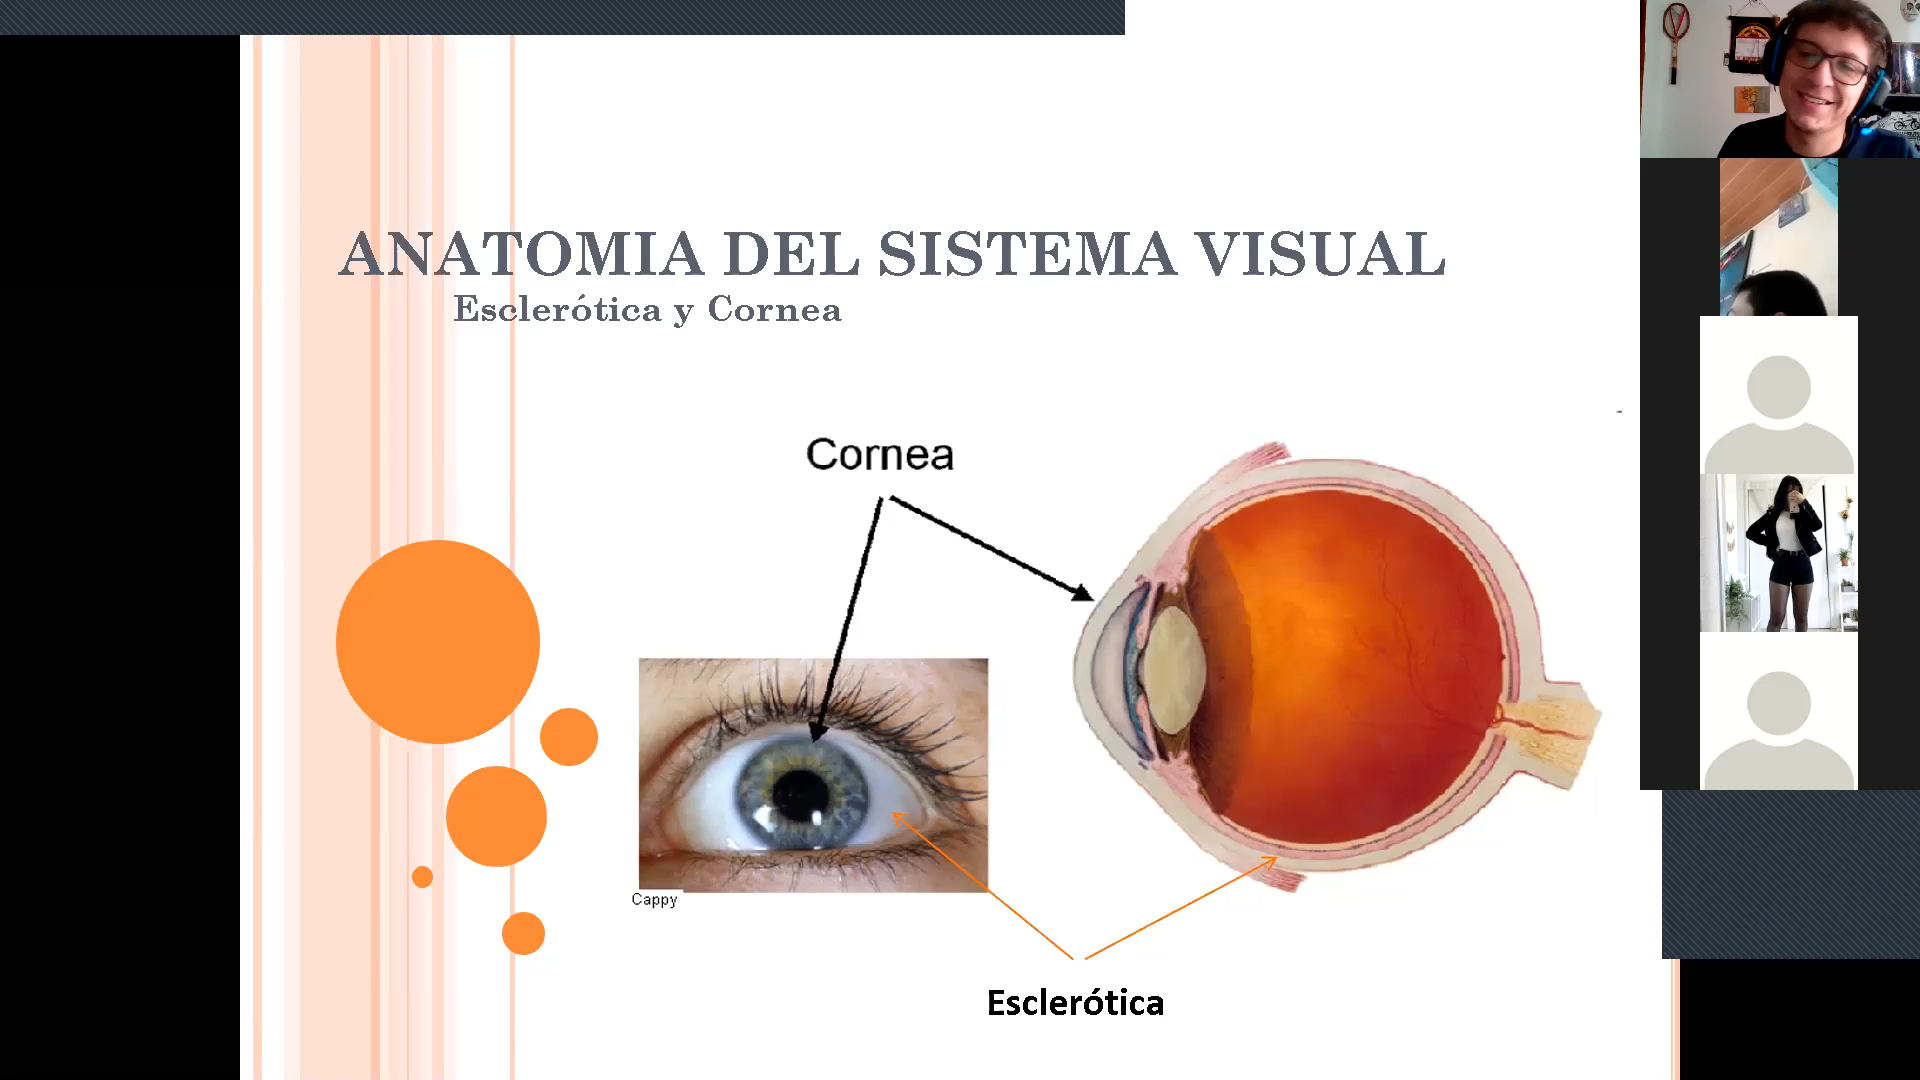 ANATOMIA DEL SISTEMA VISUAL
Esclerótica y Cornea
Cornea
Cappy
Esclerótica